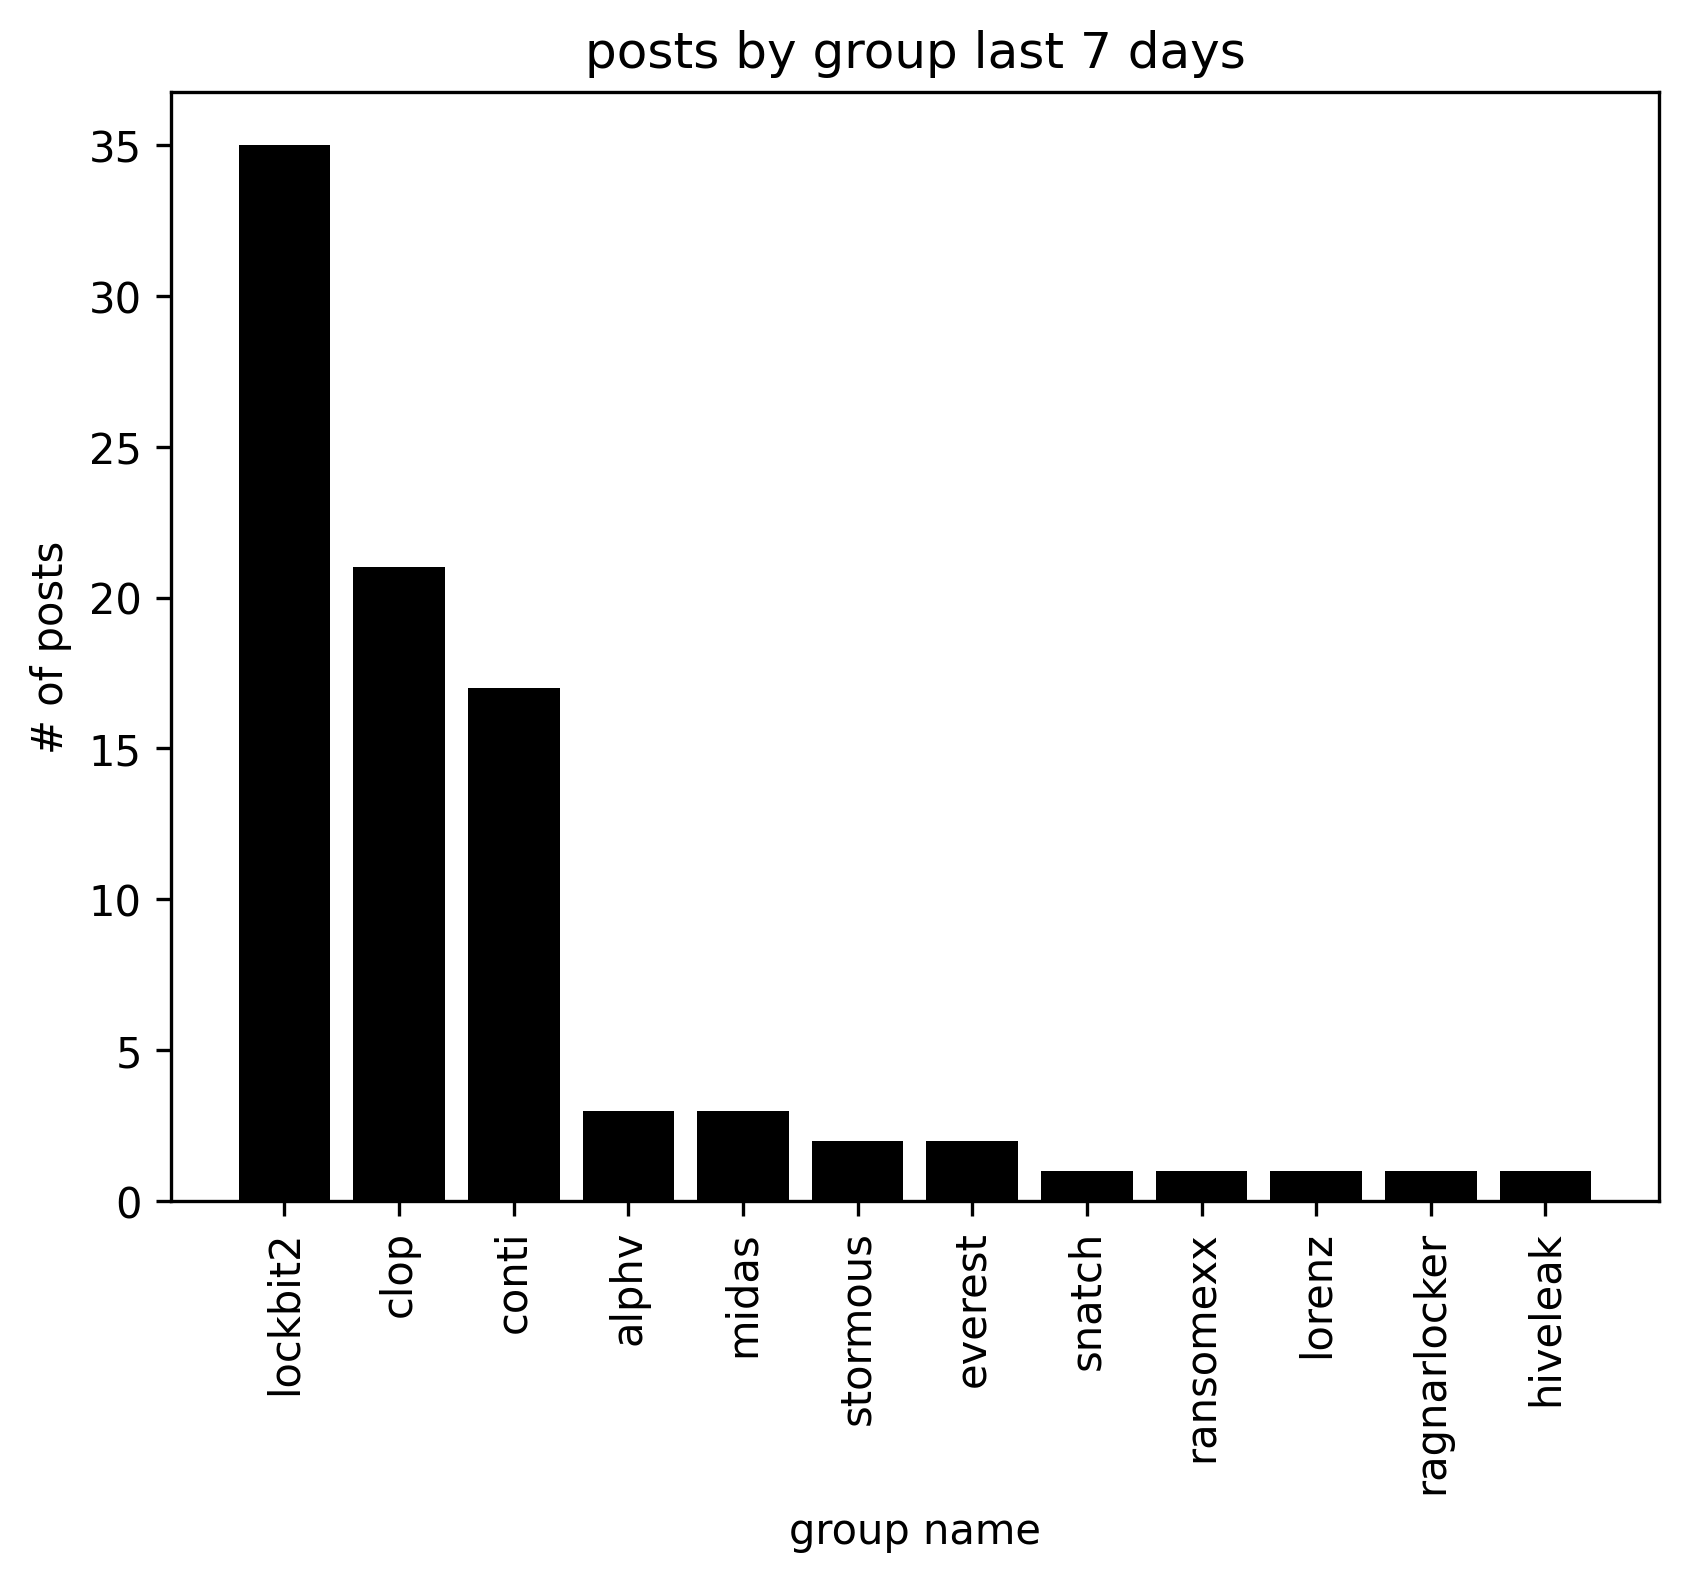 posts by group last 7 days
# of posts
35
30
25
20
15
10
5
0
lockbit2
clop
conti
alphv
midas
stormous
everest
snatch
ransomexx
lorenz
ragnarlocker
hiveleak
group name